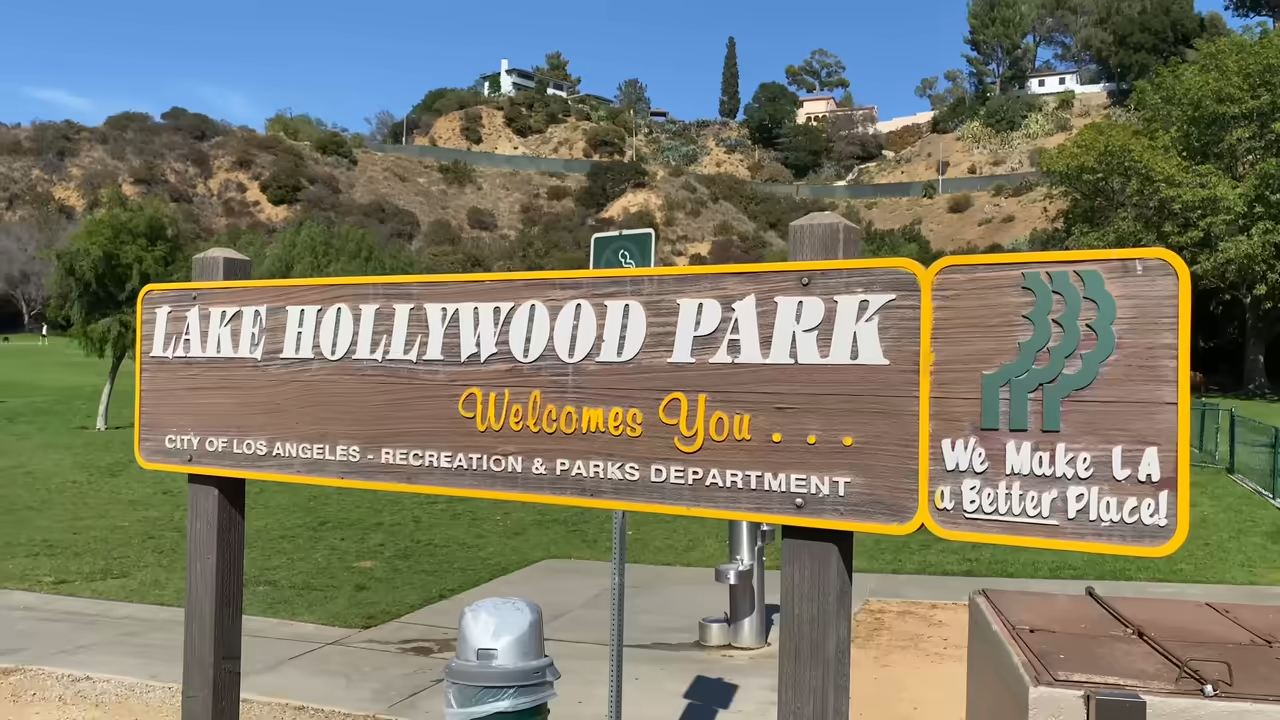 LAKE HOLLYWOOD PARK
Welcomes You . . .
CITY OF LOS ANGELES - RECREATION & PARKS DEPARTMENT
We Make LA
a Better Place!